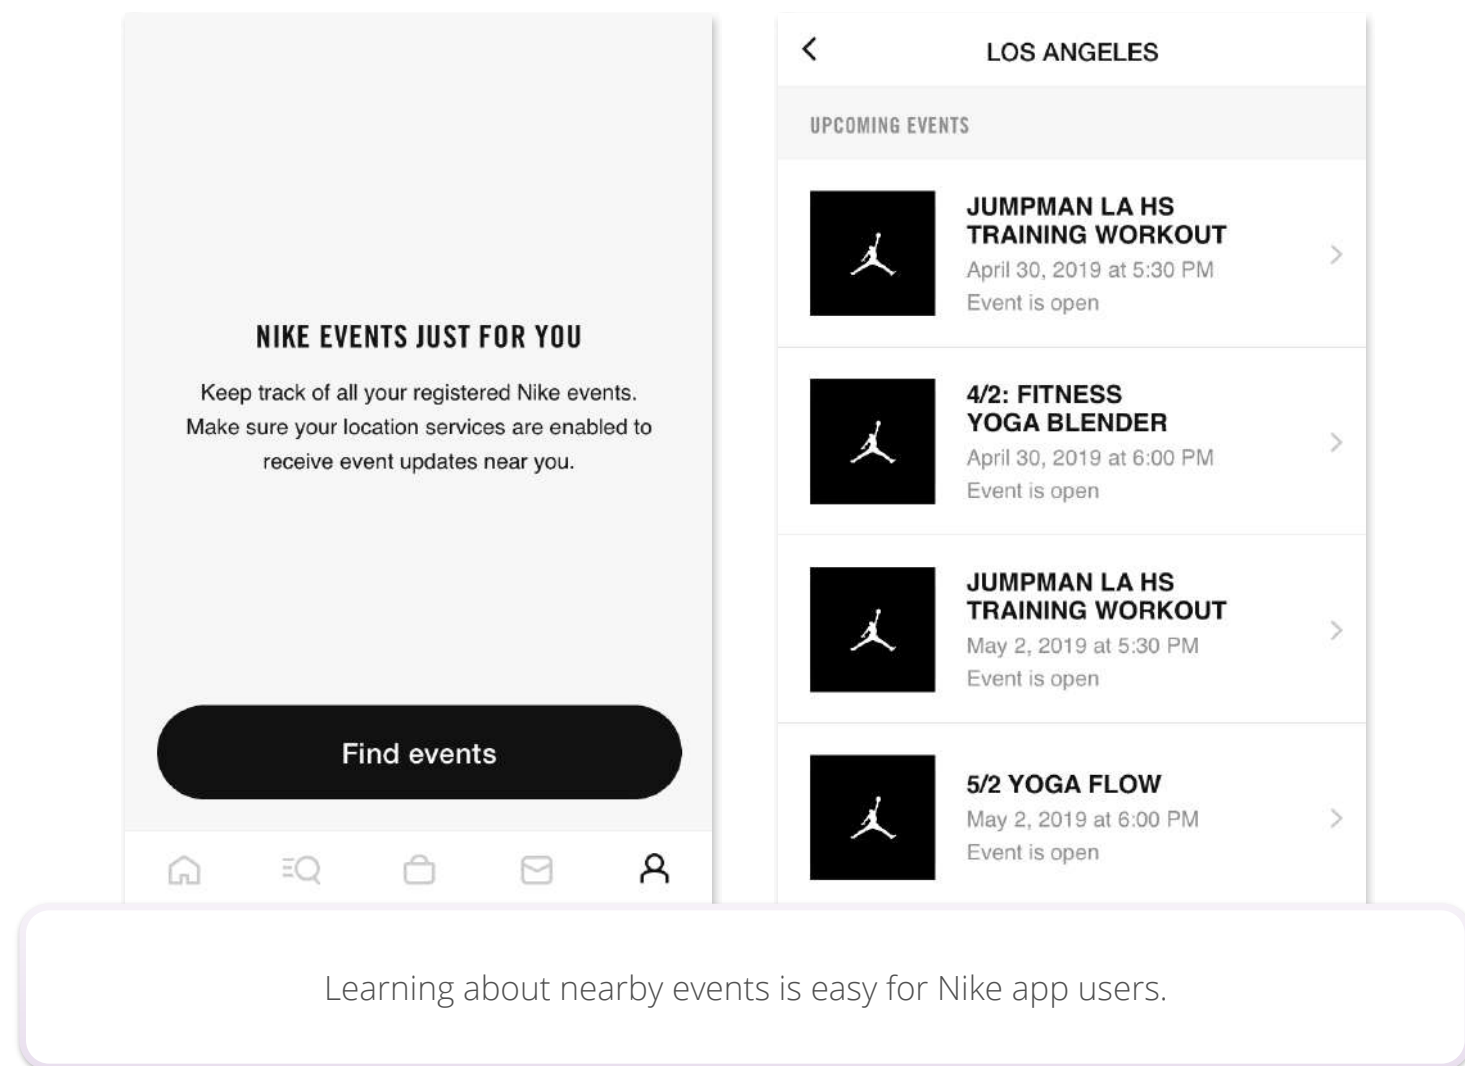 NIKE EVENTS JUST FOR YOU
Keep track of all your registered Nike events.
Make sure your location services are enabled to
receive event updates near you.
Find events
LOS ANGELES
UPCOMING EVENTS
JUMPMAN LA HS
TRAINING WORKOUT
April 30, 2019 at 5:30 PM
Event is open
4/2: FITNESS
YOGA BLENDER
April 30, 2019 at 6:00 PM
Event is open
JUMPMAN LA HS
TRAINING WORKOUT
May 2, 2019 at 5:30 PM
Event is open
5/2 YOGA FLOW
May 2, 2019 at 6:00 PM
Event is open
Learning about nearby events is easy for Nike app users.